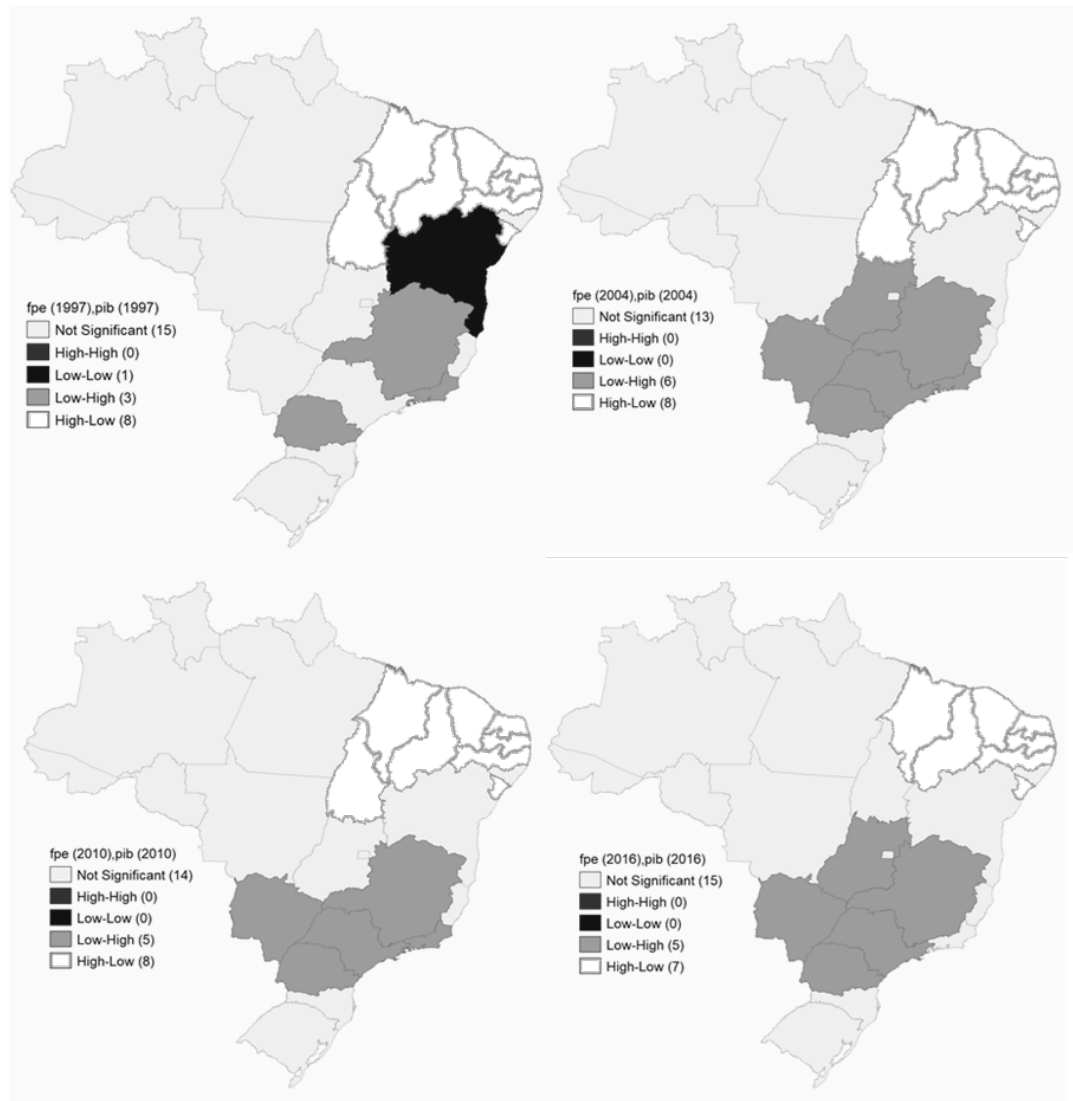 fpe (1997),pib (1997)
Not Significant (15)
High-High (0)
Low-Low (1)
Low-High (3)
High-Low (8)
fpe (2004),pib (2004)
Not Significant (13)
High-High (0)
Low-Low (0)
Low-High (6)
High-Low (8)
fpe (2010),pib (2010)
Not Significant (14)
High-High (0)
Low-Low (0)
Low-High (5)
High-Low (8)
fpe (2016),pib (2016)
Not Significant (15)
High-High (0)
Low-Low (0)
Low-High (5)
High-Low (7)